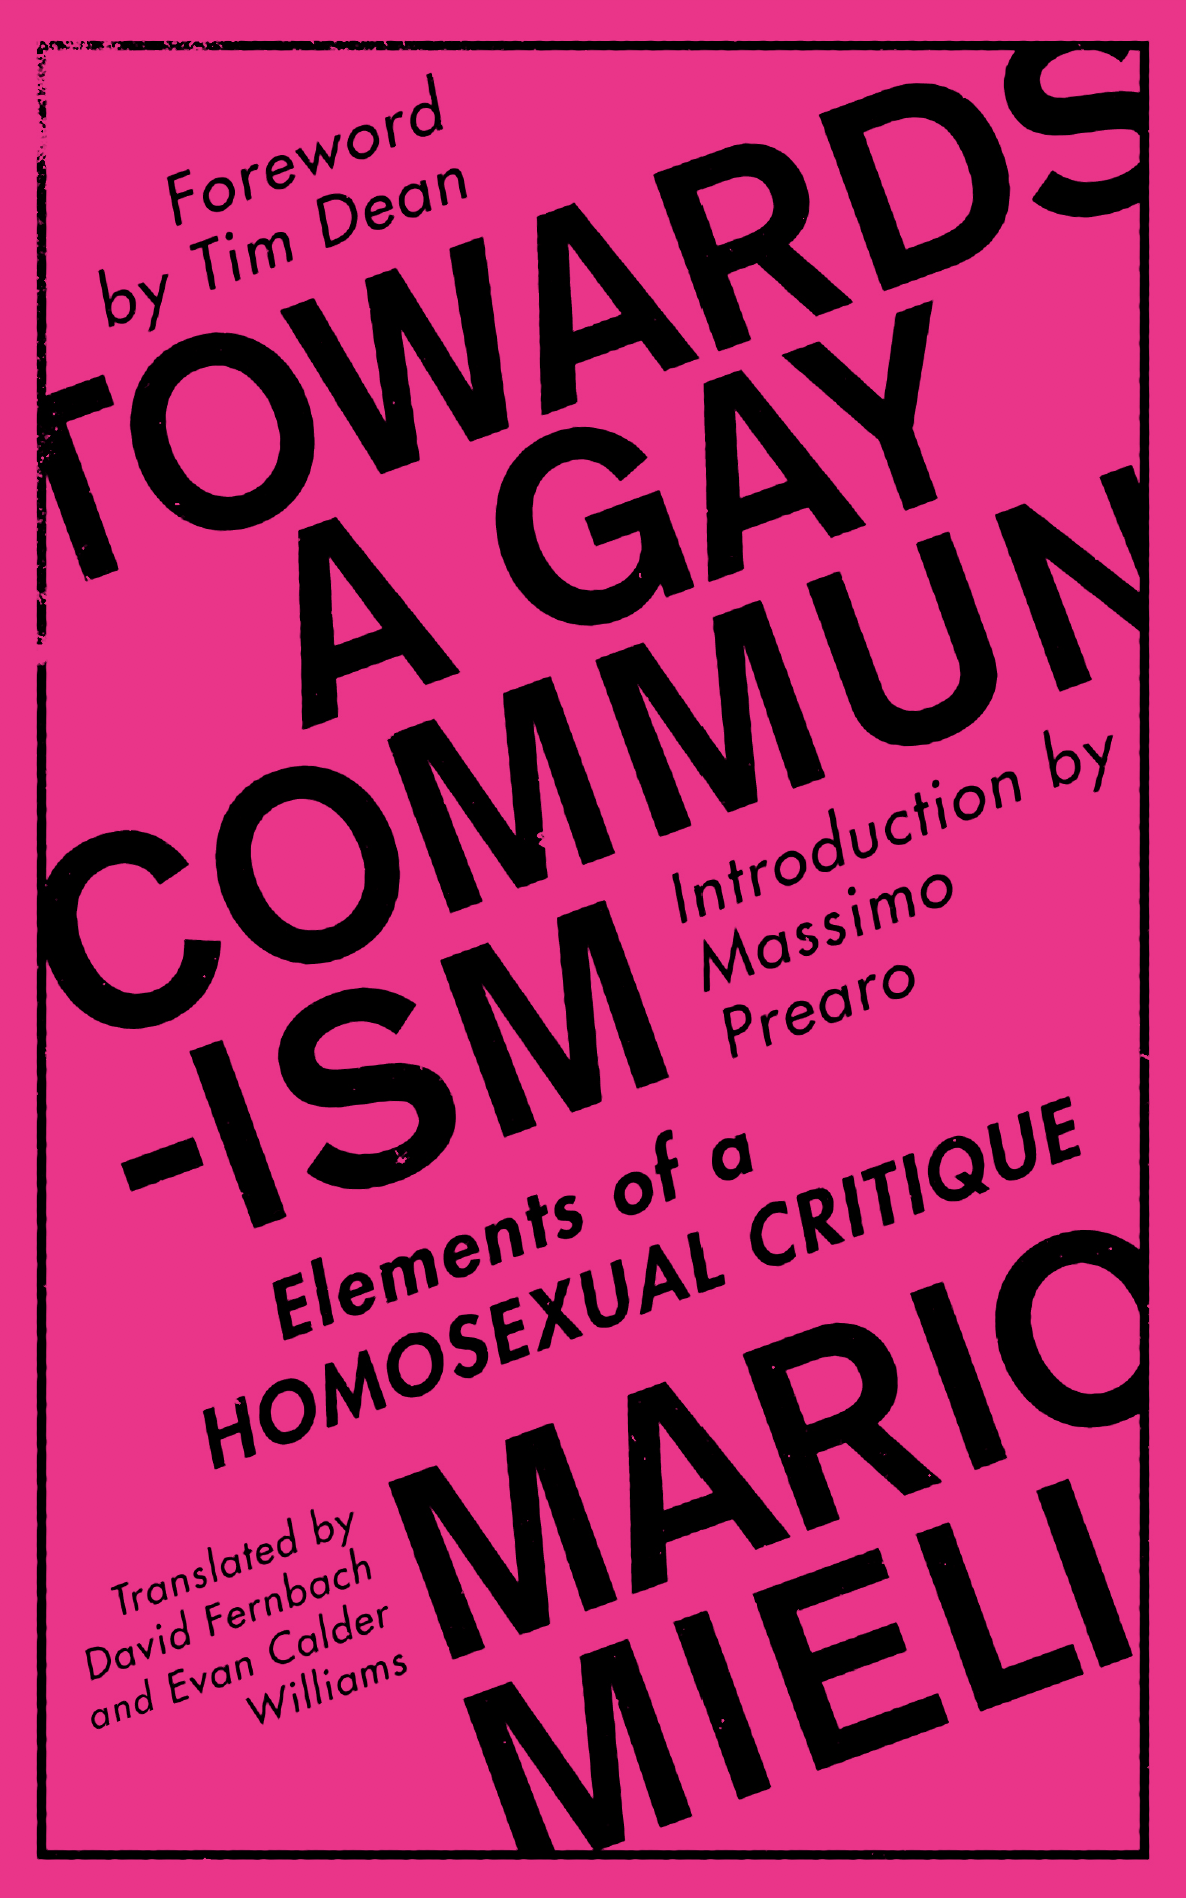 Foreword
by Tim Dean
TOWARDS
A GAY
COMMUN
-ISM
Introduction by
Massimo
Prearo
Elements of a
HOMOSEXUAL CRITIQUE
MARIO
MIELI
Translated by
David Fernbach
and Evan Calder
Williams